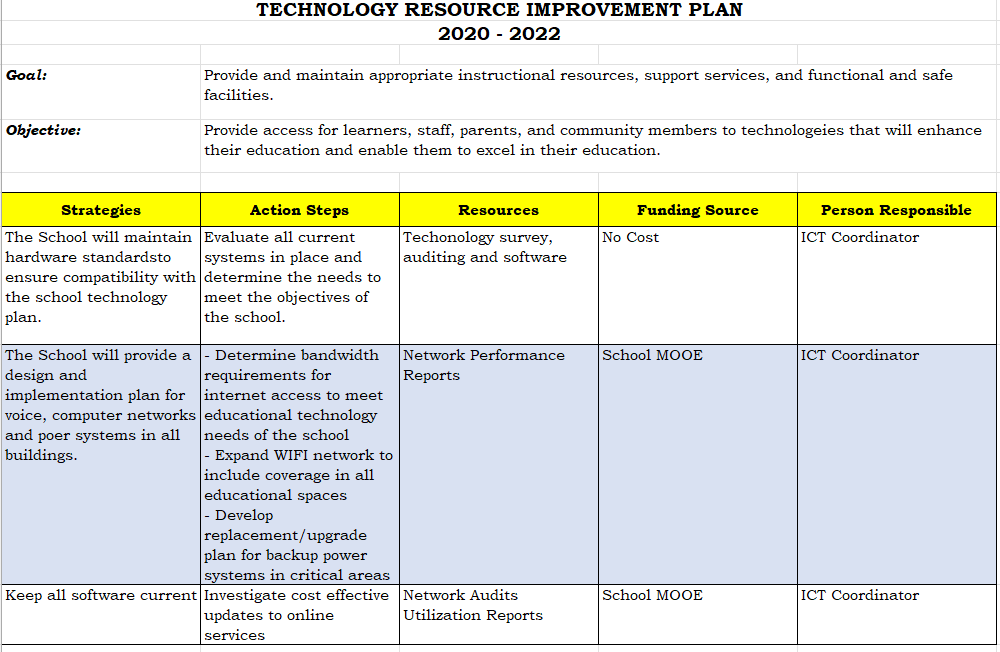 TECHNOLOGY RESOURCE IMPROVEMENT PLAN
2020 - 2022
Goal:
Provide and maintain appropriate instructional resources, support services, and functional and safe
facilities.
Objective:
Provide access for learners, staff, parents, and community members to technologeies that will enhance
their education and enable them to excel in their education.
Strategies
Action Steps
Resources
Funding Source
Person Responsible
The School will maintain
hardware standardsto
ensure compatibility with
the school technology
plan.
Evaluate all current
systems in place and
determine the needs to
meet the objectives of
the school.
Techonology survey,
auditing and software
No Cost
ICT Coordinator
The School will provide a
design and
implementation plan for
voice, computer networks
and poer systems in all
buildings.
- Determine bandwidth
requirements for
internet access to meet
educational technology
needs of the school
- Expand WIFI network to
include coverage in all
educational spaces
- Develop
replacement/upgrade
plan for backup power
systems in critical areas
Network Performance
Reports
School MOOE
ICT Coordinator
Keep all software current
Investigate cost effective
updates to online
services
Network Audits
Utilization Reports
School MOOE
ICT Coordinator